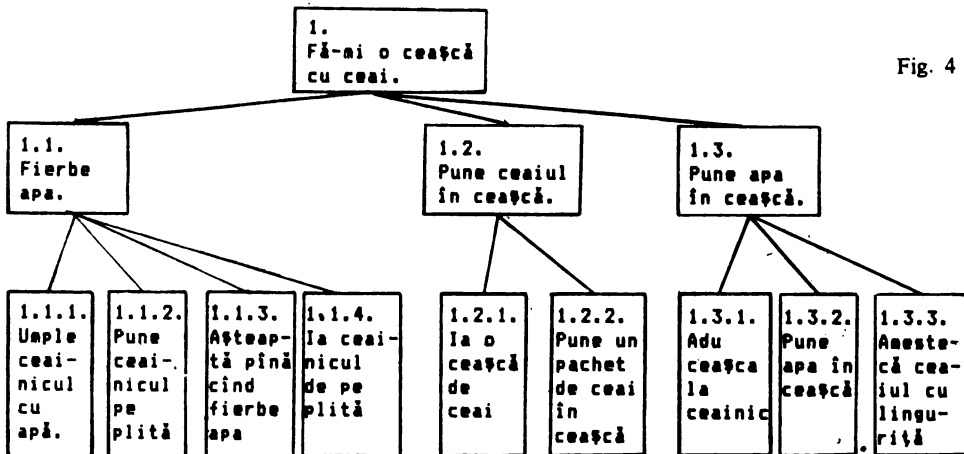 1.
Fă-mi o ceaşcă
cu ceai.
Fig. 4
1.1.
Fierbe
apa.
1.2.
Pune ceaiul
în ceaşcă.
1.3.
Pune apa
în ceaşcă.
1.1.1.
Umple
ceai-
nicul
cu
apă.
1.1.2.
Pune
ceai-
nicul
pe
plită
1.1.3.
Aşteap-
tă pînă
cînd
fierbe
apa
1.1.4.
Ia ceai-
nicul
de pe
plită
1.2.1.
Ia o
ceaşcă
de
ceai
1.2.2.
Pune un
pachet
de ceai
în
ceaşcă
1.3.1.
Adu
ceaşca
la
ceainic
1.3.2.
Pune
apa în
ceaşcă
1.3.3.
Ameste-
că cea-
iul cu
lingu-
riţă